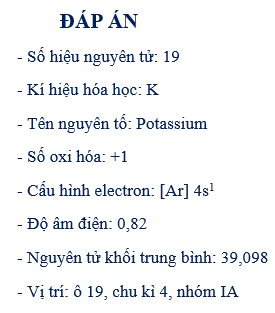 ĐÁP ÁN
- Số hiệu nguyên tử: 19
- Kí hiệu hóa học: K
- Tên nguyên tố: Potassium
- Số oxi hóa: +1
- Cấu hình electron: [Ar] 4s¹
- Độ âm điện: 0,82
- Nguyên tử khối trung bình: 39,098
- Vị trí: ô 19, chu kì 4, nhóm IA